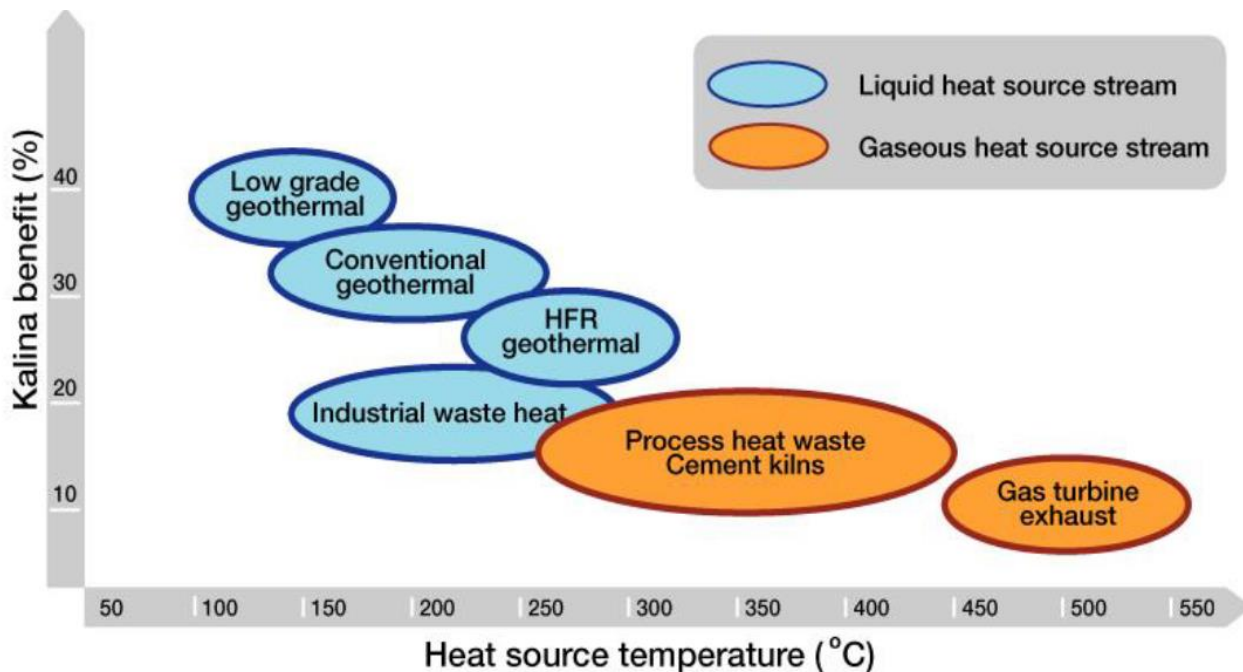 Liquid heat source stream
Gaseous heat source stream
Kalina benefit (%)
40
30
20
10
Low grade
geothermal
Conventional
geothermal
HFR
geothermal
Industrial waste heat
Process heat waste
Cement kilns
Gas turbine
exhaust
50 100 150 200 250 300 350 400 450 500 550
Heat source temperature (°C)